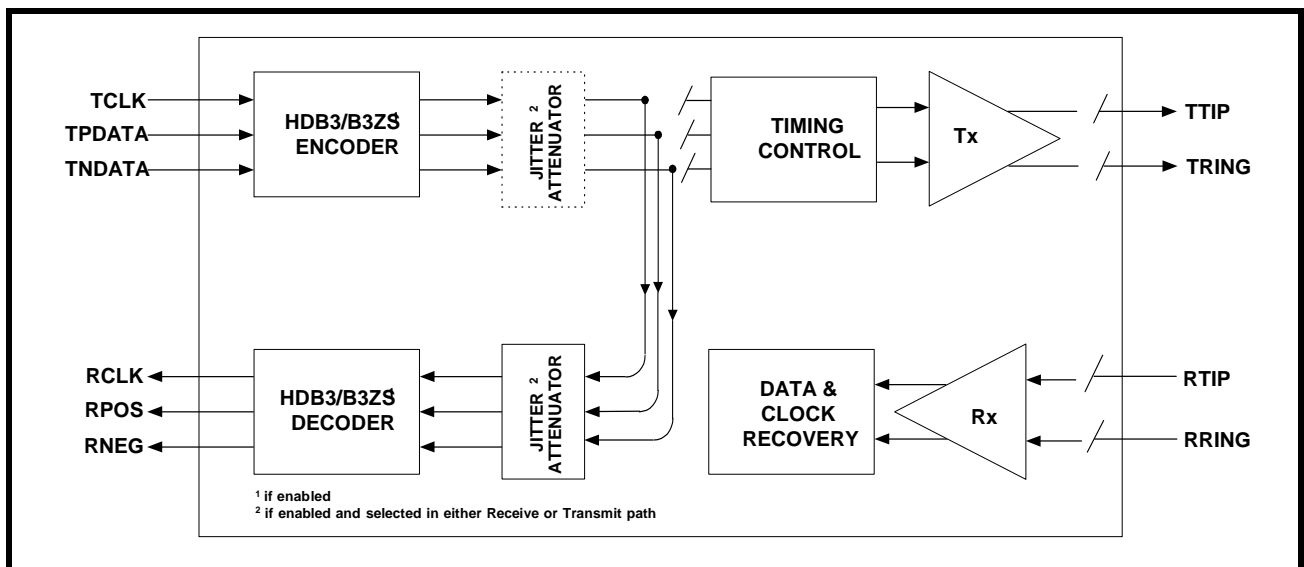 TCLK
TPDATA
TNDATA
HDB3/B3ZS1
ENCODER
JITTER 2
ATTENUATOR
TIMING
CONTROL
Tx
TTIP
TRING
RCLK
RPOS
RNEG
HDB3/B3ZS1
DECODER
JITTER 2
ATTENUATOR
DATA &
CLOCK
RECOVERY
Rx
RTIP
RRING
1 if enabled
2 if enabled and selected in either Receive or Transmit path